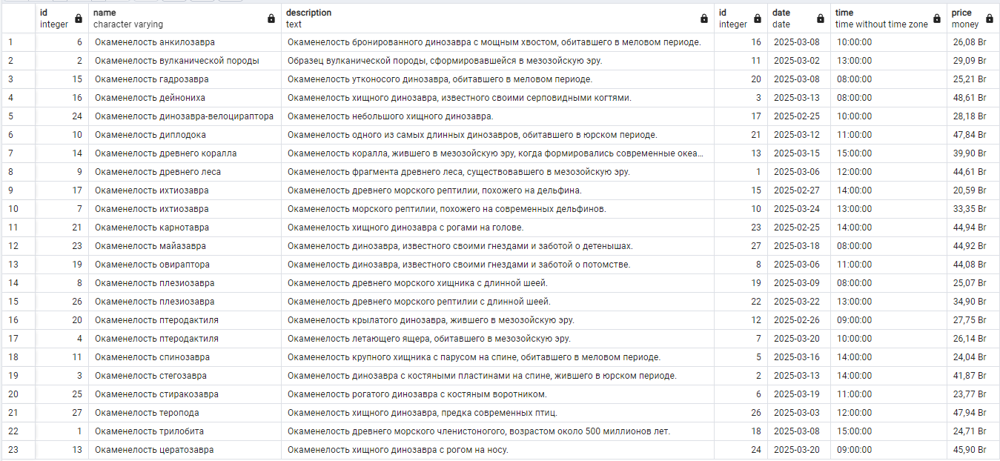 id name description id date time price
integer character varying text integer date time without time zone money
1 6 Окаменелость анкилозавра Окаменелость бронированного динозавра с мощным хвостом, обитавшего в меловом периоде. 16 2025-03-08 10:00:00 26,08 Br
2 2 Окаменелость вулканической породы Образец вулканической породы, сформировавшейся в мезозойскую эру. 11 2025-03-02 13:00:00 29,09 Br
3 15 Окаменелость гадрозавра Окаменелость утконосого динозавра, обитавшего в меловом периоде. 20 2025-03-08 08:00:00 25,21 Br
4 16 Окаменелость дейнониха Окаменелость хищного динозавра, известного своими серповидными когтями. 3 2025-03-13 08:00:00 48,61 Br
5 24 Окаменелость динозавра-велоцираптора Окаменелость небольшого хищного динозавра. 17 2025-02-25 10:00:00 28,18 Br
6 10 Окаменелость диплодока Окаменелость одного из самых длинных динозавров, обитавшего в юрском периоде. 21 2025-03-12 11:00:00 47,84 Br
7 14 Окаменелость древнего коралла Окаменелость коралла, жившего в мезозойскую эру, когда формировались современные океа… 13 2025-03-15 15:00:00 39,90 Br
8 9 Окаменелость древнего леса Окаменелость фрагмента древнего леса, существовавшего в мезозойскую эру. 1 2025-03-06 12:00:00 44,61 Br
9 17 Окаменелость ихтиозавра Окаменелость древнего морского рептилии, похожего на дельфина. 15 2025-02-27 14:00:00 20,59 Br
10 7 Окаменелость ихтиозавра Окаменелость морского рептилии, похожего на современных дельфинов. 10 2025-03-24 13:00:00 33,35 Br
11 21 Окаменелость карнотавра Окаменелость хищного динозавра с рогами на голове. 23 2025-02-25 14:00:00 44,94 Br
12 23 Окаменелость майазавра Окаменелость динозавра, известного своими гнездами и заботой о детенышах. 27 2025-03-18 08:00:00 44,92 Br
13 19 Окаменелость овираптора Окаменелость динозавра, известного своими гнездами и заботой о потомстве. 8 2025-03-06 11:00:00 44,08 Br
14 8 Окаменелость плезиозавра Окаменелость древнего морского хищника с длинной шеей. 19 2025-03-09 08:00:00 25,07 Br
15 26 Окаменелость плезиозавра Окаменелость древнего морского рептилии с длинной шеей. 22 2025-03-22 13:00:00 34,90 Br
16 20 Окаменелость птеродактиля Окаменелость крылатого динозавра, жившего в мезозойскую эру. 12 2025-02-26 09:00:00 27,75 Br
17 4 Окаменелость птеродактиля Окаменелость летающего ящера, обитавшего в мезозойскую эру. 7 2025-03-20 10:00:00 26,14 Br
18 11 Окаменелость спинозавра Окаменелость крупного хищника с парусом на спине, обитавшего в меловом периоде. 5 2025-03-16 14:00:00 24,04 Br
19 3 Окаменелость стегозавра Окаменелость динозавра с костяными пластинами на спине, жившего в юрском периоде. 2 2025-03-13 14:00:00 41,87 Br
20 25 Окаменелость стиракозавра Окаменелость рогатого динозавра с костяным воротником. 6 2025-03-19 11:00:00 23,77 Br
21 27 Окаменелость теропода Окаменелость хищного динозавра, предка современных птиц. 26 2025-03-03 12:00:00 47,94 Br
22 1 Окаменелость трилобита Окаменелость древнего морского членистоногого, возрастом около 500 миллионов лет. 18 2025-03-08 15:00:00 24,71 Br
23 13 Окаменелость цератозавра Окаменелость хищного динозавра с рогом на носу. 24 2025-03-20 09:00:00 45,90 Br